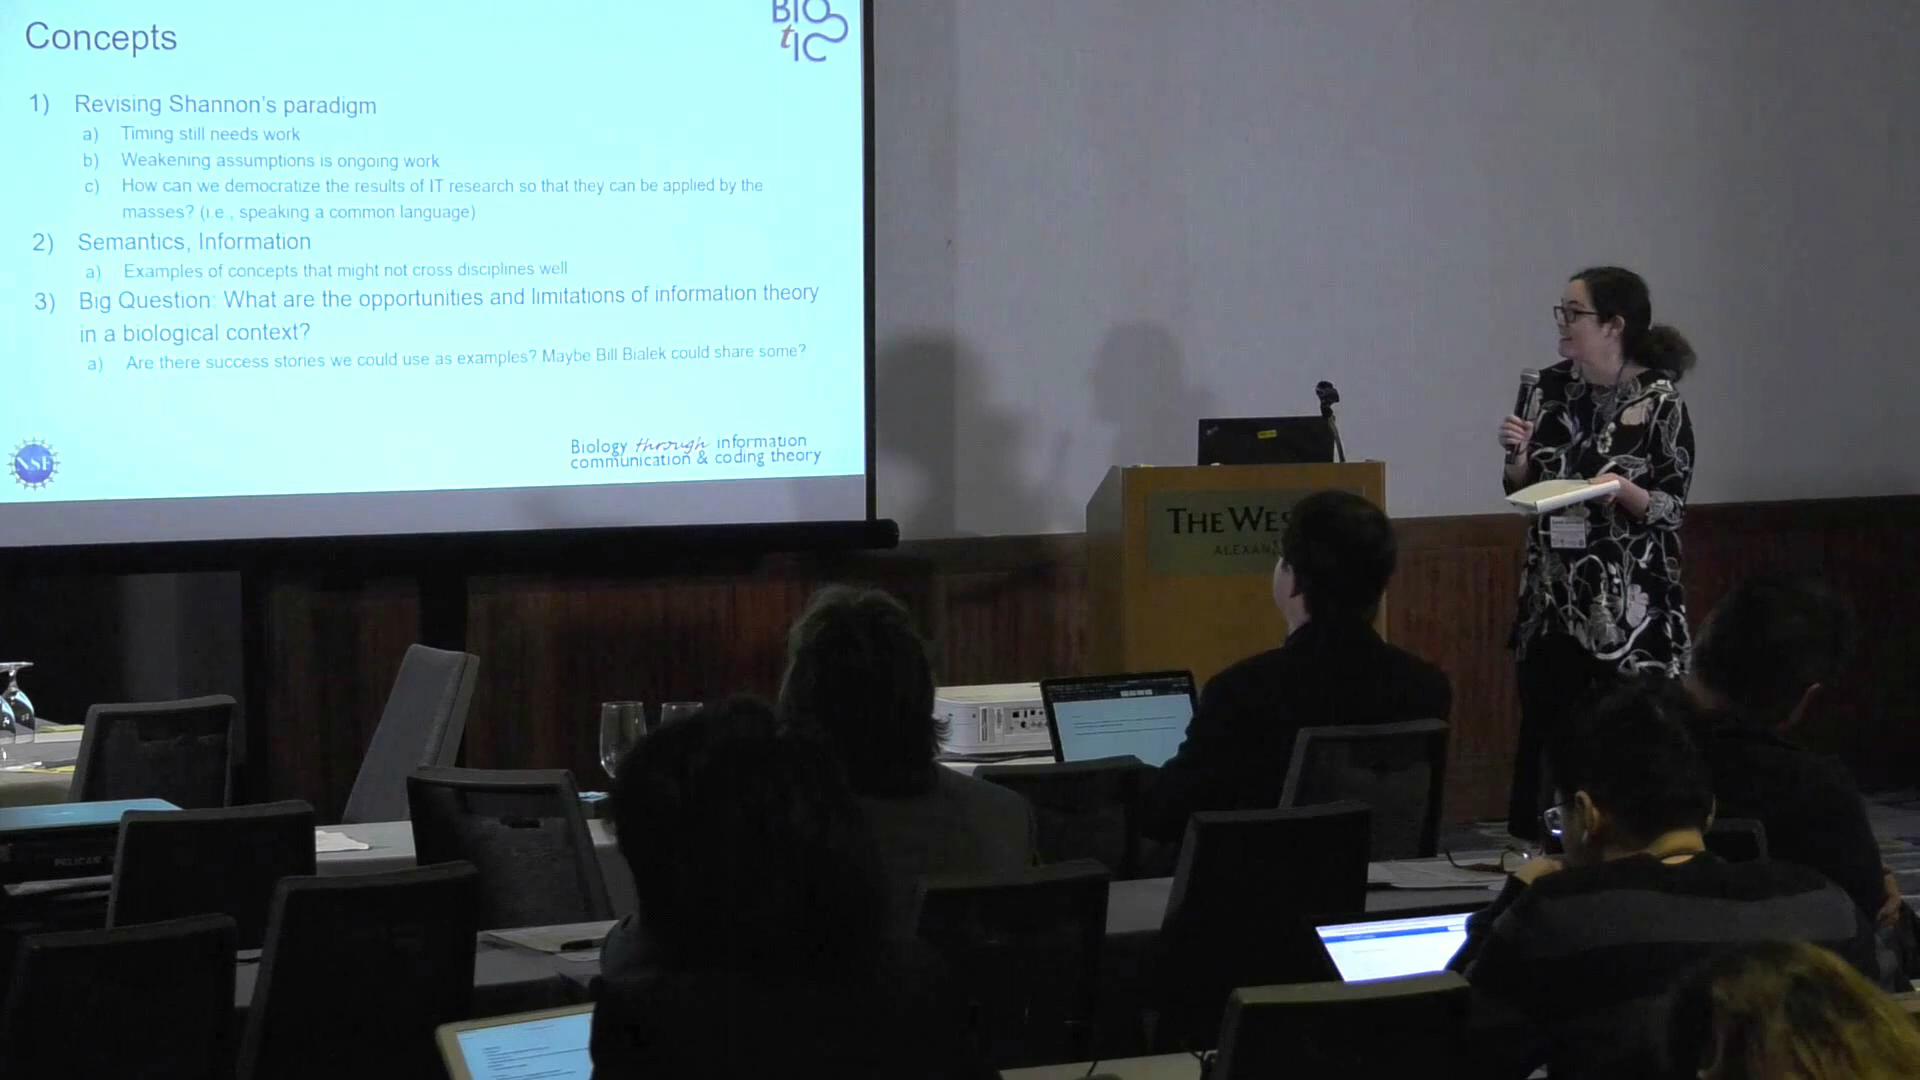 BIO
tIC
Concepts
1) Revising Shannon's paradigm
a) Timing still needs work
b) Weakening assumptions is ongoing work
c) How can we democratize the results of IT research so that they can be applied by the
masses? (i.e., speaking a common language)
2) Semantics, Information
a) Examples of concepts that might not cross disciplines well
3) Big Question: What are the opportunities and limitations of information theory
in a biological context?
a) Are there success stories we could use as examples? Maybe Bill Bialek could share some?
NSF
Biology through information
communication & coding theory
THE WES
ALEXAN
PELICAN